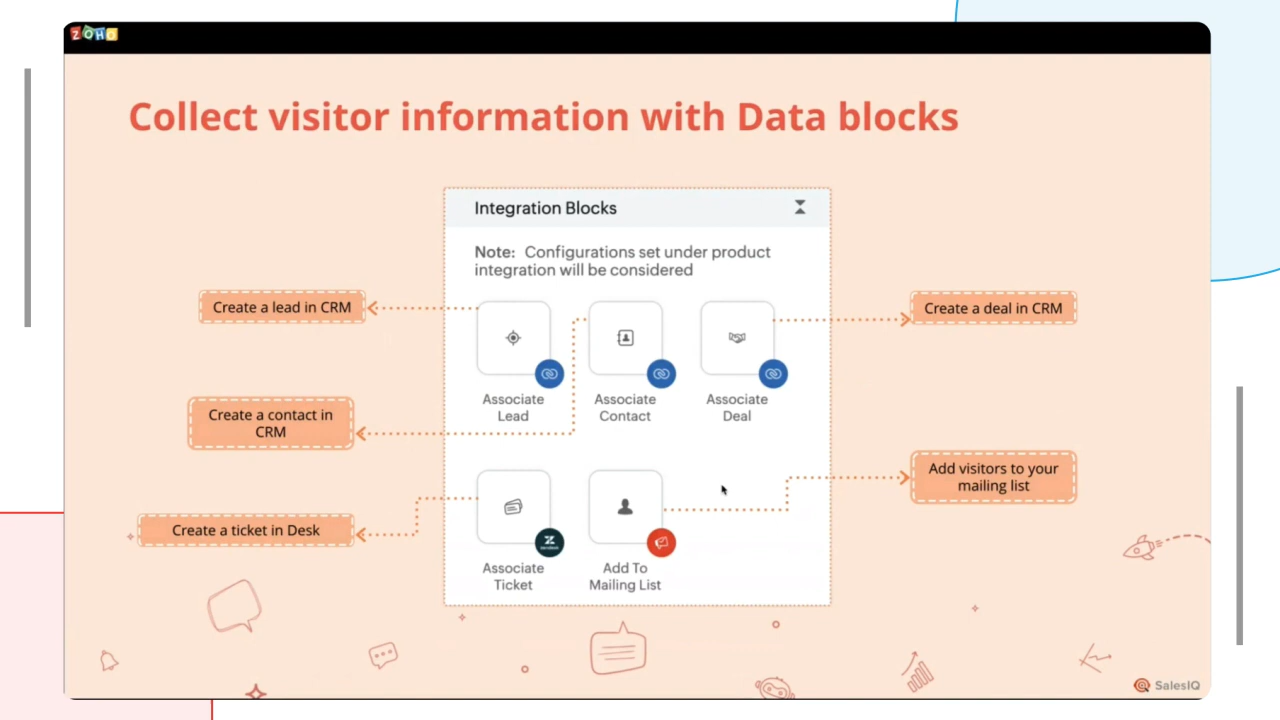 ZOHO
Collect visitor information with Data blocks
Integration Blocks
Note: Configurations set under product
integration will be considered
Create a lead in CRM
Create a deal in CRM
Associate
Lead
Associate
Contact
Associate
Deal
Create a contact in
CRM
Add visitors to your
mailing list
Create a ticket in Desk
Associate
Ticket
Add To
Mailing List
SalesIQ